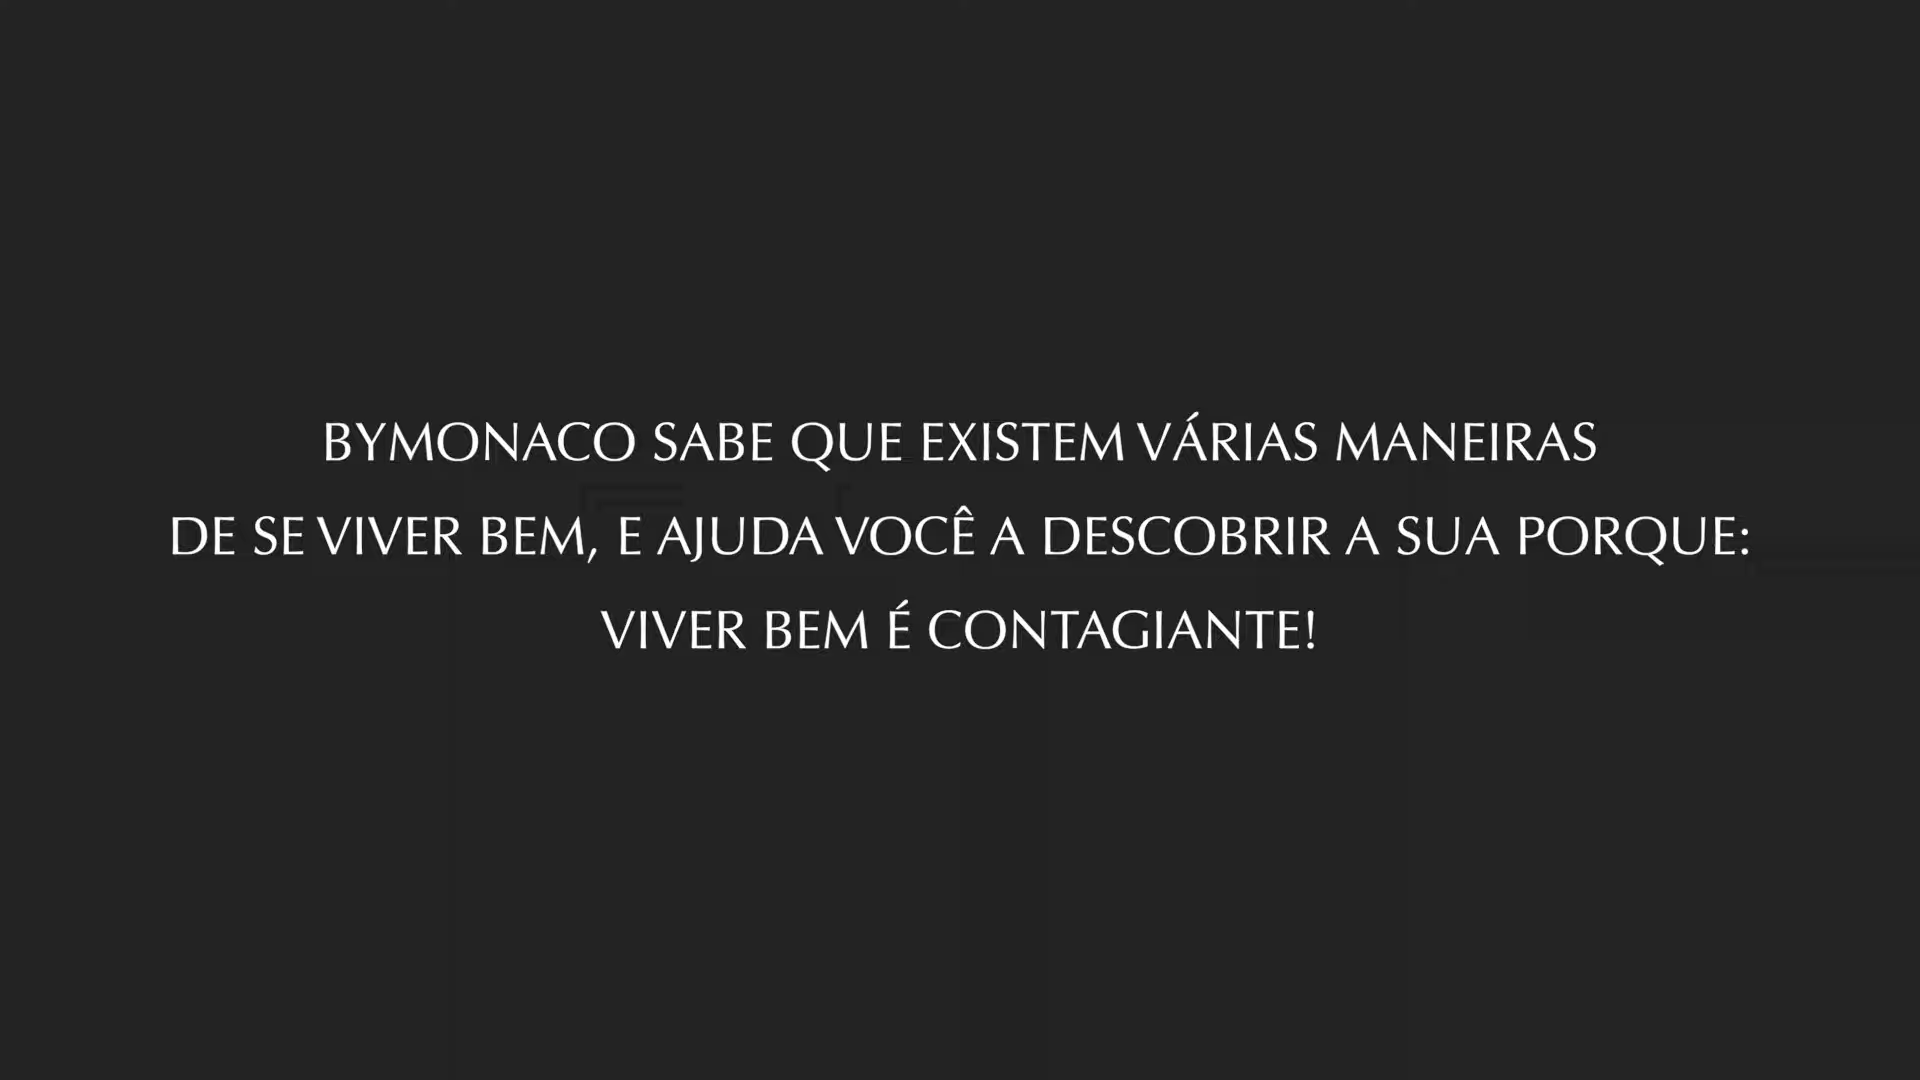 BYMONACO SABE QUE EXISTEM VÁRIAS MANEIRAS
DE SE VIVER BEM, E AJUDA VOCÊ A DESCOBRIR A SUA PORQUE:
VIVER BEM É CONTAGIANTE!